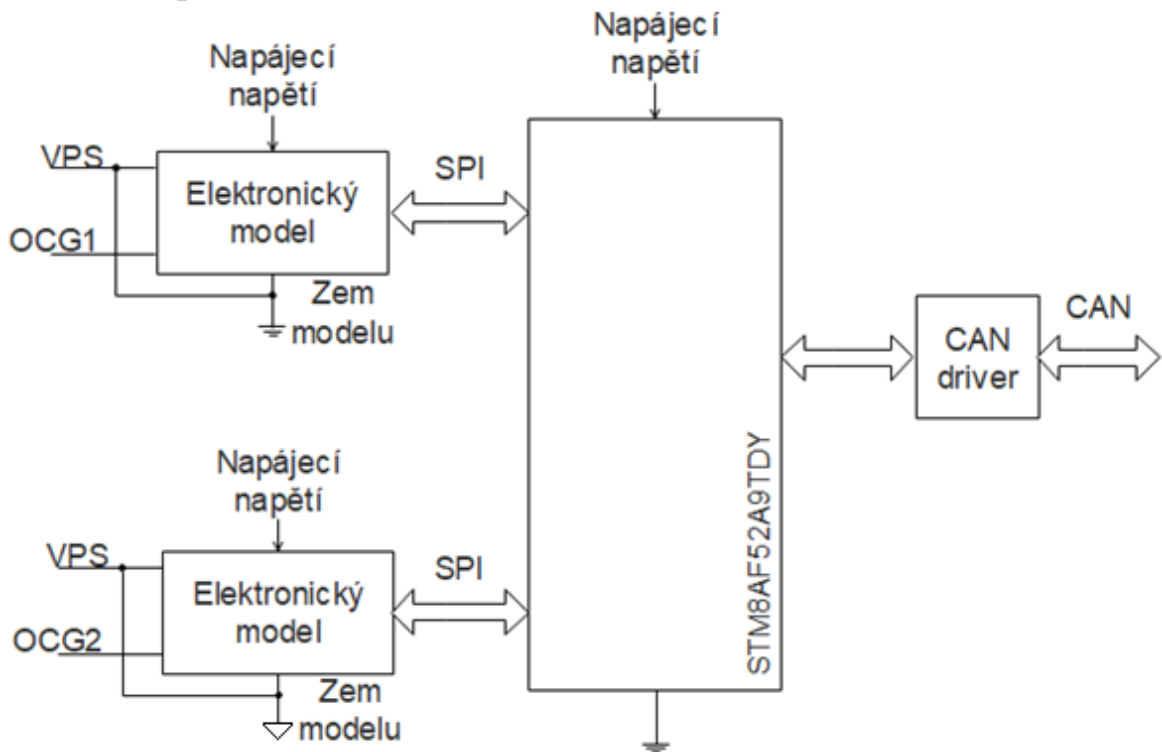 Napájecí
napětí
VPS
Elektronický
model
OCG1
Zem
modelu
SPI
Napájecí
napětí
STM8AF52A9TDY
CAN
driver
CAN
Napájecí
napětí
VPS
Elektronický
model
OCG2
Zem
modelu
SPI